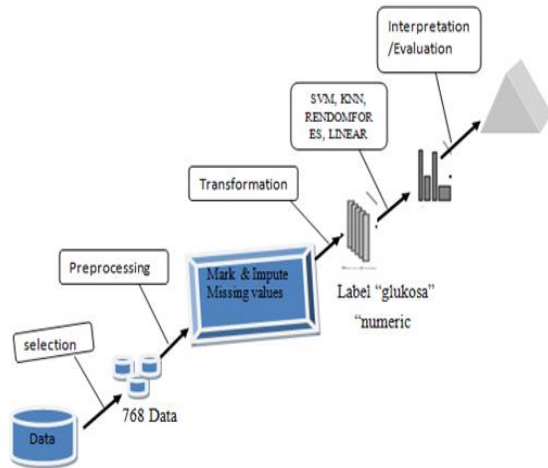 Interpretation
/Evaluation
SVM, KNN,
RENDOMFOR
ES, LINEAR
Transformation
Preprocessing
Mark & Impute
Missing values
Label “glukosa”
“numeric
selection
768 Data
Data